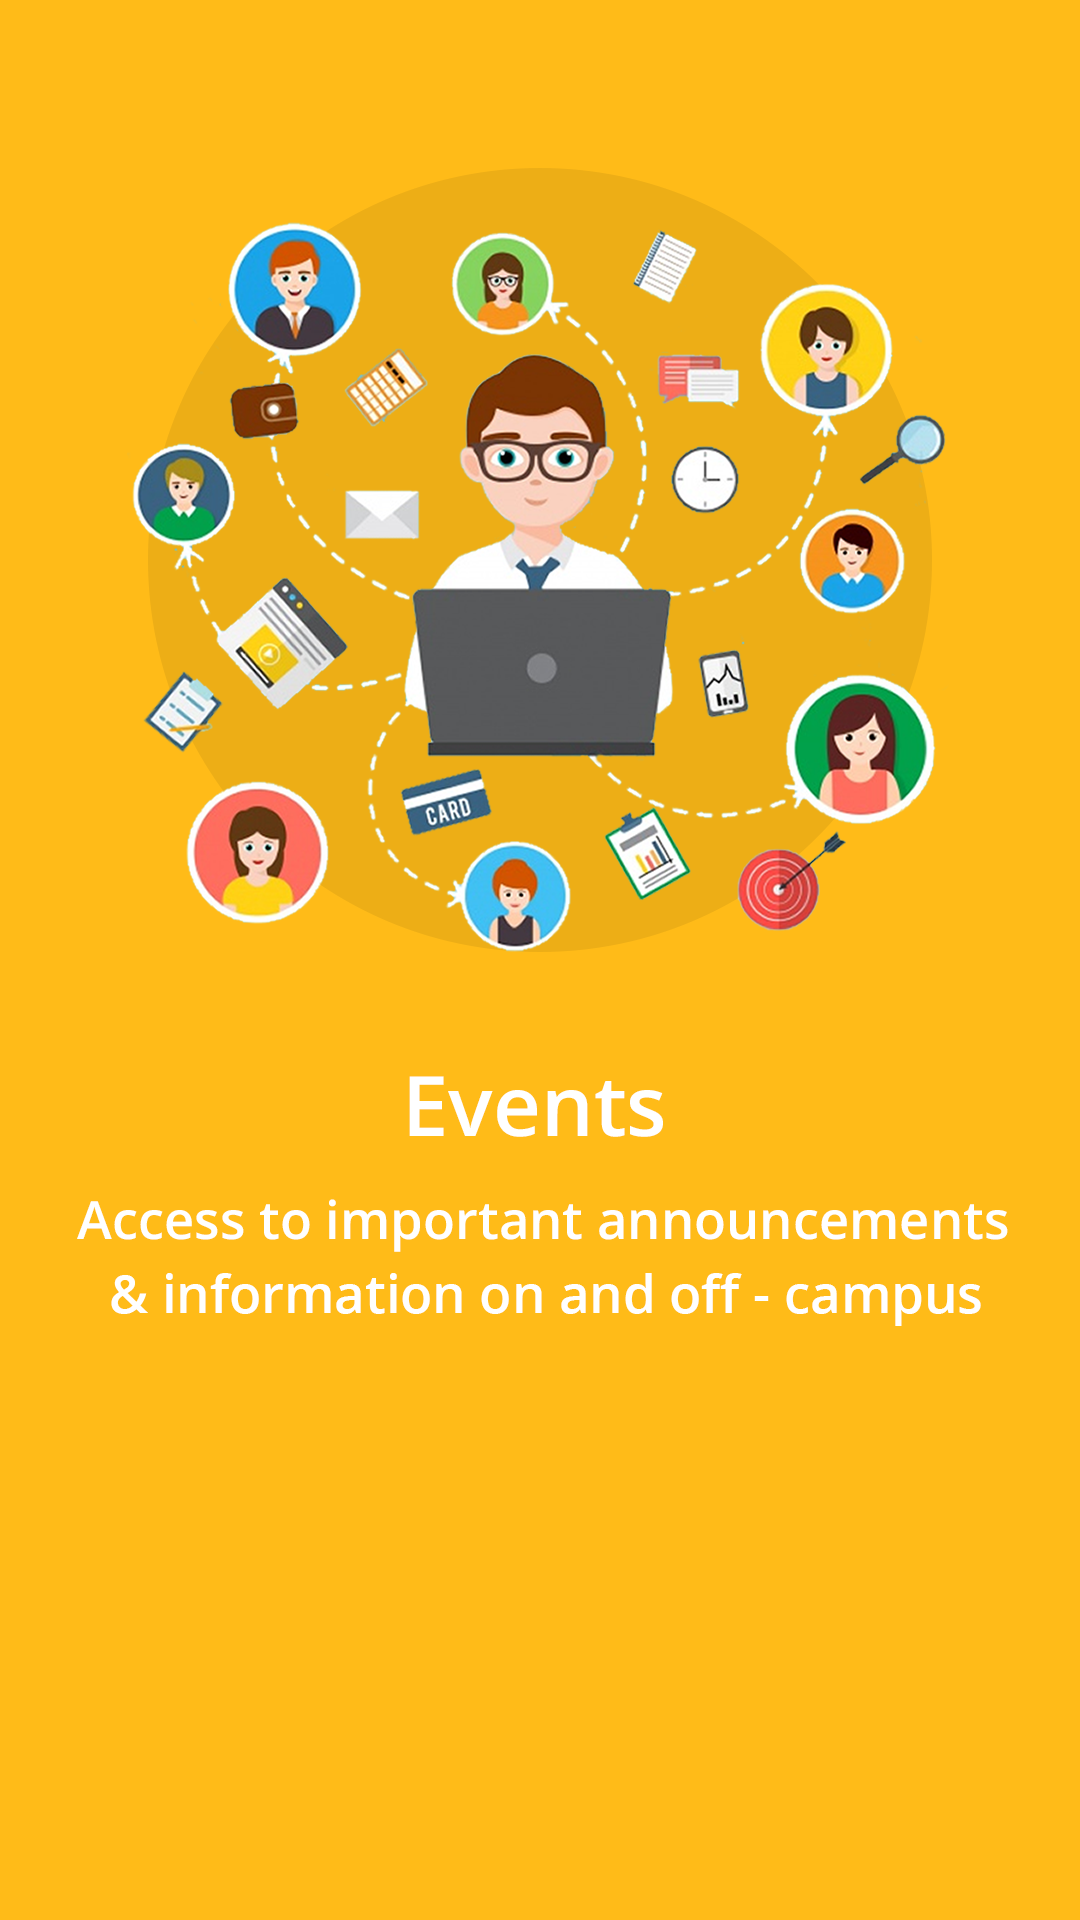 CARD
Events
Access to important announcements
& information on and off - campus